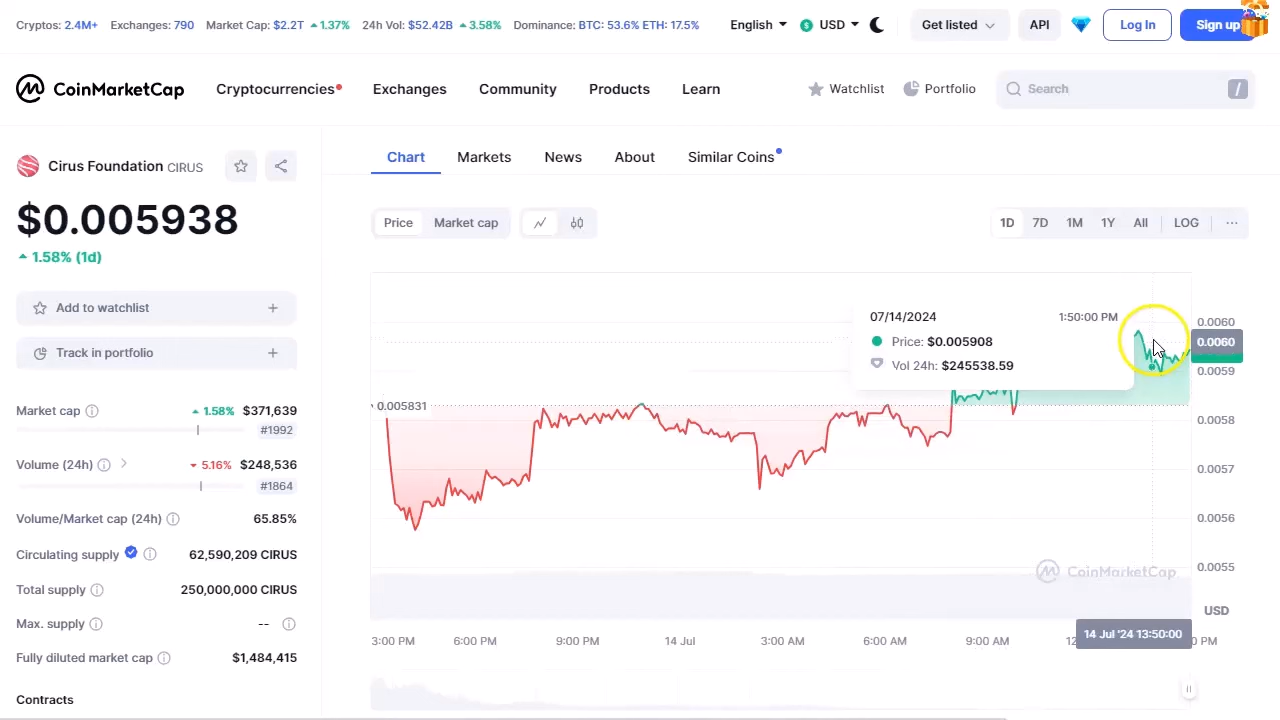 Cryptos: 2.4M+ Exchanges: 790 Market Cap: $2.2T 1.37% 24h Vol: $52.42B 3.58% Dominance: BTC: 53.6% ETH: 17.5% English USD Get listed API Log In Sign up
CoinMarketCap Cryptocurrencies Exchanges Community Products Learn Watchlist Portfolio Search /
Cirus Foundation CIRUS
$0.005938
1.58% (1d)
Add to watchlist +
Track in portfolio +
Market cap 1.58% $371,639
#1992
Volume (24h) 5.16% $248,536
#1864
Volume/Market cap (24h) 65.85%
Circulating supply 62,590,209 CIRUS
Total supply 250,000,000 CIRUS
Max. supply --
Fully diluted market cap $1,484,415
Contracts
Chart Markets News About Similar Coins
Price Market cap 1D 7D 1M 1Y All LOG ...
07/14/2024 1:50:00 PM
Price: $0.005908
Vol 24h: $245538.59
0.005831
0.0060
0.0060
0.0059
0.0058
0.0057
0.0056
0.0055
CoinMarketCap
USD
3:00 PM 6:00 PM 9:00 PM 14 Jul 3:00 AM 6:00 AM 9:00 AM 14 Jul '24 13:50:00 PM